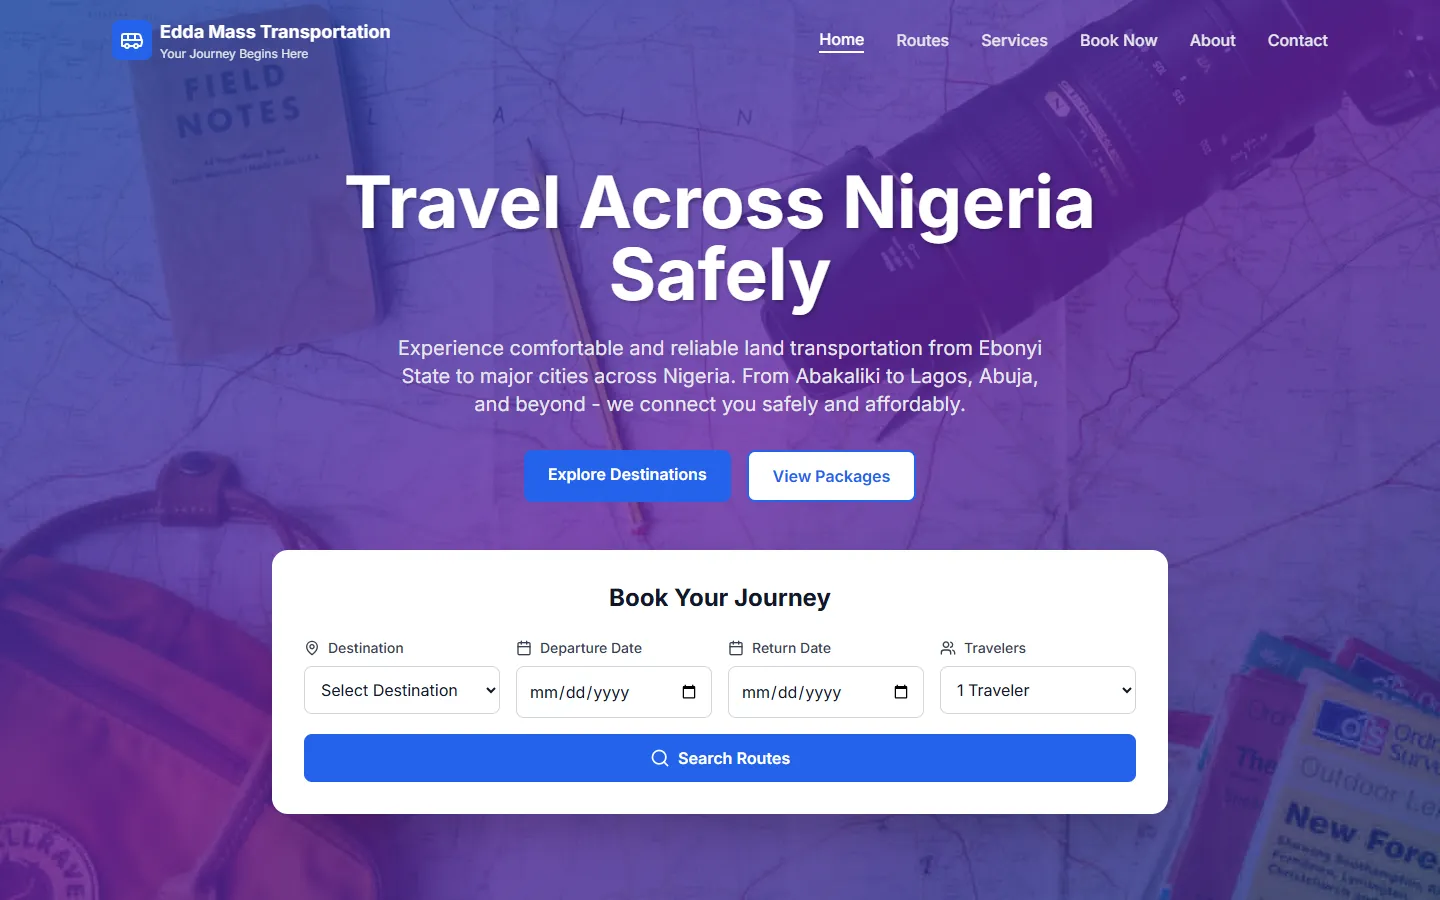 Edda Mass Transportation
Your Journey Begins Here
Home
Routes
Services
Book Now
About
Contact
FIELD
NOTES
L A I N
Travel Across Nigeria
Safely
Experience comfortable and reliable land transportation from Ebonyi
State to major cities across Nigeria. From Abakaliki to Lagos, Abuja,
and beyond - we connect you safely and affordably.
Explore Destinations
View Packages
Book Your Journey
Destination
Departure Date
Return Date
Travelers
Select Destination
mm/dd/yyyy
mm/dd/yyyy
1 Traveler
Search Routes
Outdoor
New Fore